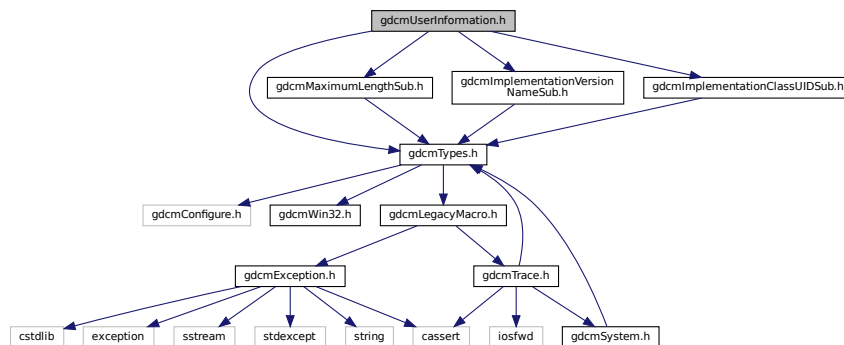 gdcmUserInformation.h
gdcmMaximumLengthSub.h
gdcmImplementationVersion
NameSub.h
gdcmImplementationClassUIDSub.h
gdcmTypes.h
gdcmConfigure.h
gdcmWin32.h
gdcmLegacyMacro.h
gdcmException.h
gdcmTrace.h
cstdlib
exception
sstream
stdexcept
string
cassert
iosfwd
gdcmSystem.h